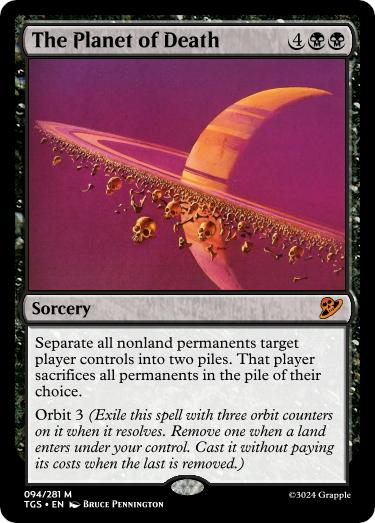 The Planet of Death 4
Sorcery
Separate all nonland permanents target
player controls into two piles. That player
sacrifices all permanents in the pile of their
choice.
Orbit 3 (Exile this spell with three orbit counters
on it when it resolves. Remove one when a land
enters under your control. Cast it without paying
its costs when the last is removed.)
094/281 M
TGS • EN Bruce Pennington
©3024 Grapple